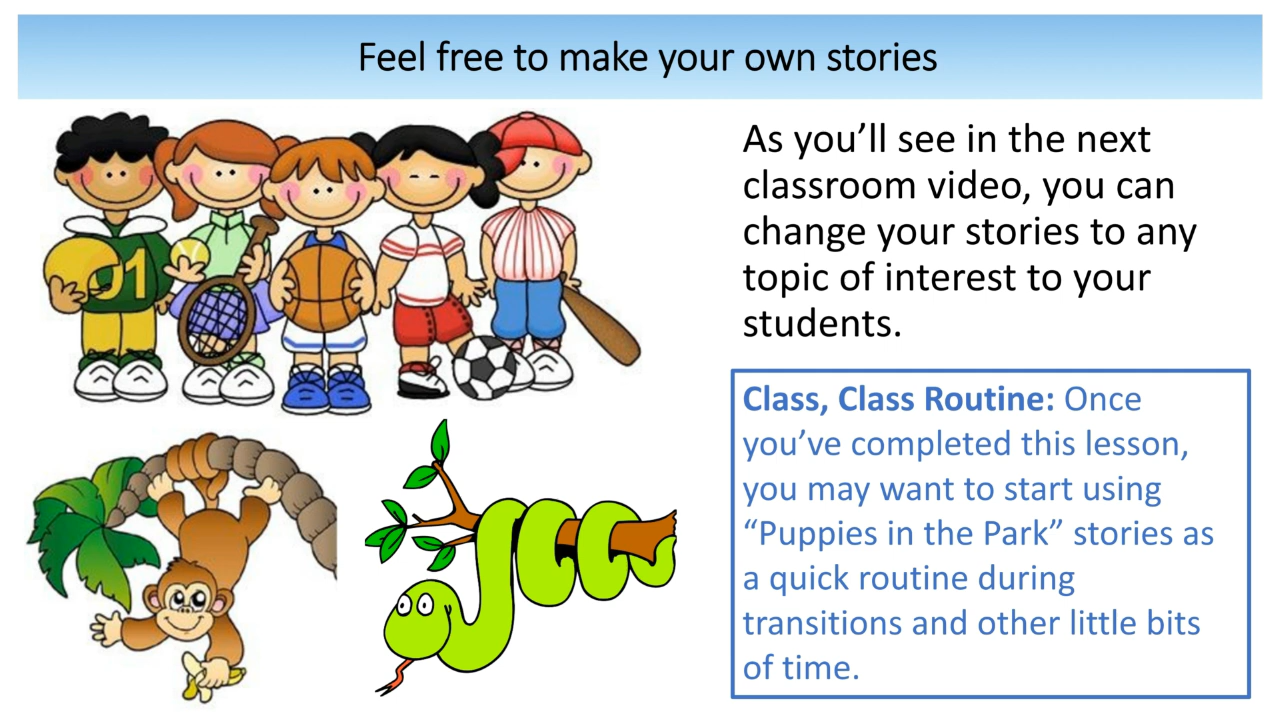 Feel free to make your own stories
As you’ll see in the next
classroom video, you can
change your stories to any
topic of interest to your
students.
Class, Class Routine: Once
you’ve completed this lesson,
you may want to start using
“Puppies in the Park” stories as
a quick routine during
transitions and other little bits
of time.
01